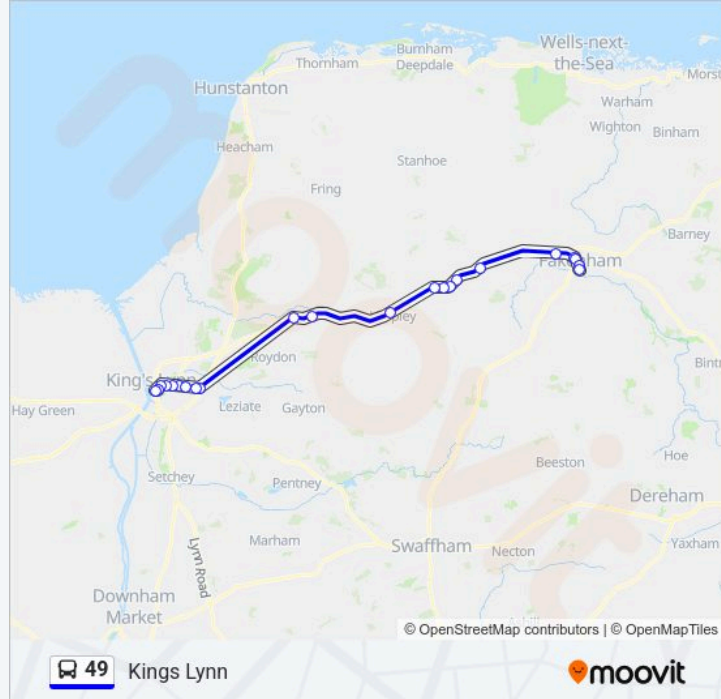 Wells-next-
the-Sea
Burnham
Deepdale
Thornham
Morst
Hunstanton
Warham
Wighton
Binham
Heacham
Stanhoe
Fring
Barney
Fakenham
pley
Roydon
Bintr
King's Lynn
Hay Green
Leziate
Gayton
Hoe
Beeston
Setchey
Pentney
Dereham
Marham
Swaffham
Necton
Yaxham
Lynn Road
Downham
Market
© OpenStreetMap contributors | © OpenMapTiles
49 Kings Lynn
moovit